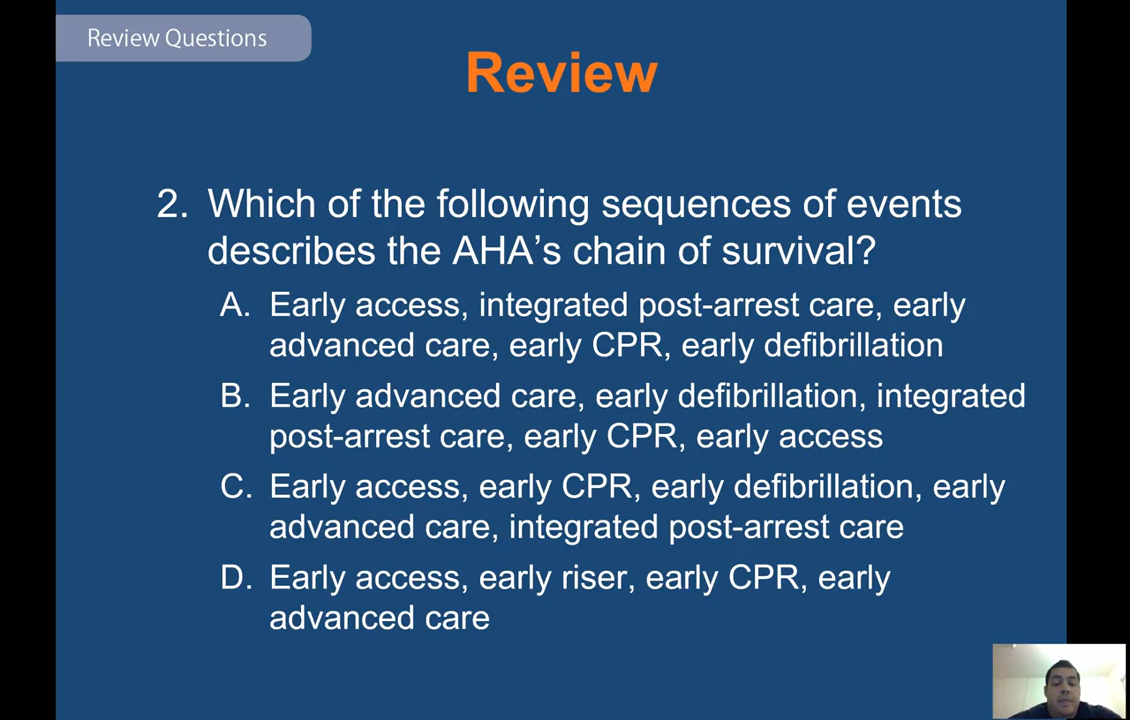 Review Questions
Review
2. Which of the following sequences of events
describes the AHA’s chain of survival?
A. Early access, integrated post-arrest care, early
advanced care, early CPR, early defibrillation
B. Early advanced care, early defibrillation, integrated
post-arrest care, early CPR, early access
C. Early access, early CPR, early defibrillation, early
advanced care, integrated post-arrest care
D. Early access, early riser, early CPR, early
advanced care